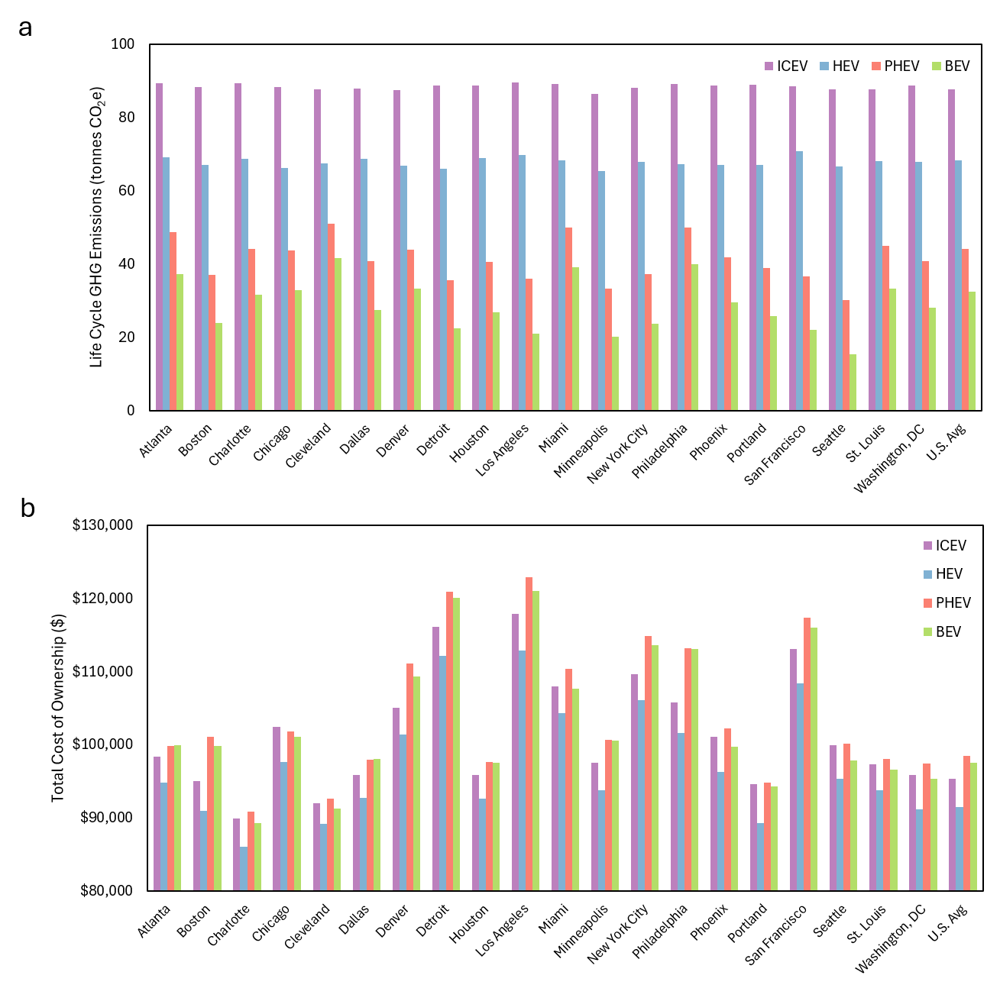 a
100
80
60
40
20
0
Life Cycle GHG Emissions (tonnes CO₂e)
ICEV HEV PHEV BEV
Atlanta Boston Charlotte Chicago Cleveland Dallas Denver Detroit Houston Los Angeles Miami Minneapolis New York City Philadelphia Phoenix Portland San Francisco Seattle St. Louis Washington, DC U.S. Avg
b
$130,000
$120,000
$110,000
$100,000
$90,000
$80,000
Total Cost of Ownership ($)
ICEV
HEV
PHEV
BEV
Atlanta Boston Charlotte Chicago Cleveland Dallas Denver Detroit Houston Los Angeles Miami Minneapolis New York City Philadelphia Phoenix Portland San Francisco Seattle St. Louis Washington, DC U.S. Avg